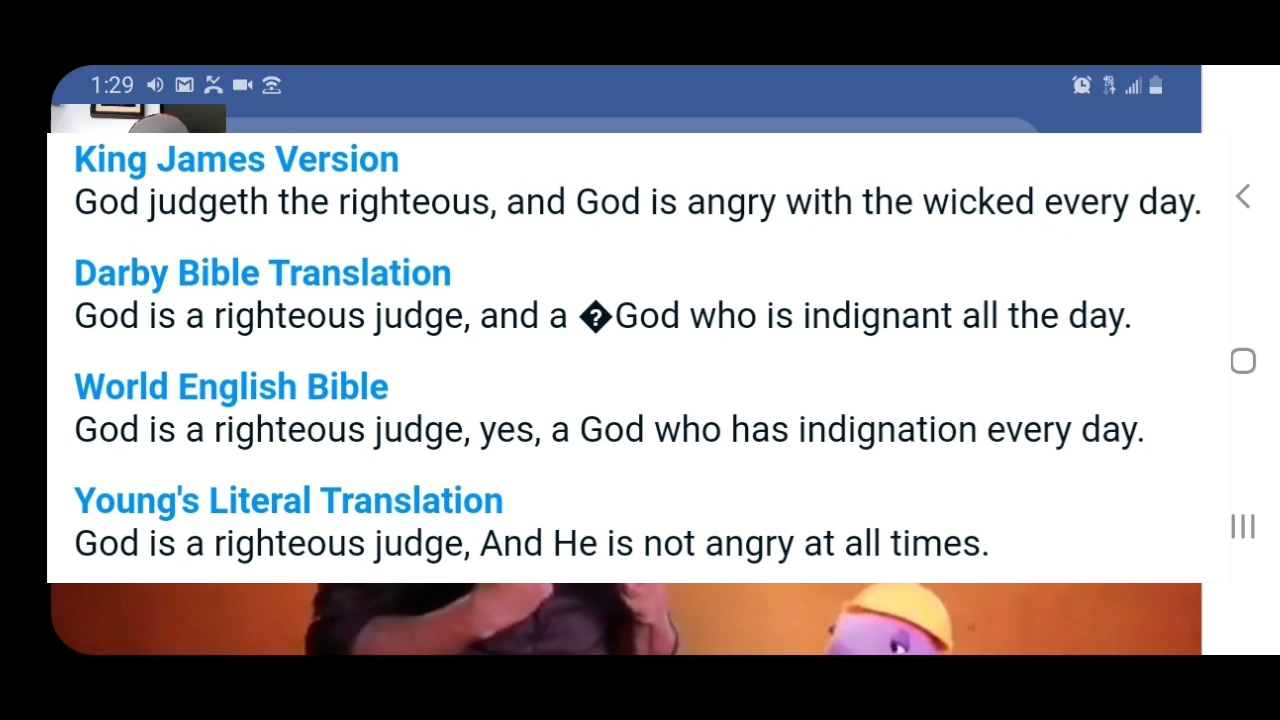 1:29
King James Version
God judgeth the righteous, and God is angry with the wicked every day.
Darby Bible Translation
God is a righteous judge, and a �God who is indignant all the day.
World English Bible
God is a righteous judge, yes, a God who has indignation every day.
Young's Literal Translation
God is a righteous judge, And He is not angry at all times.